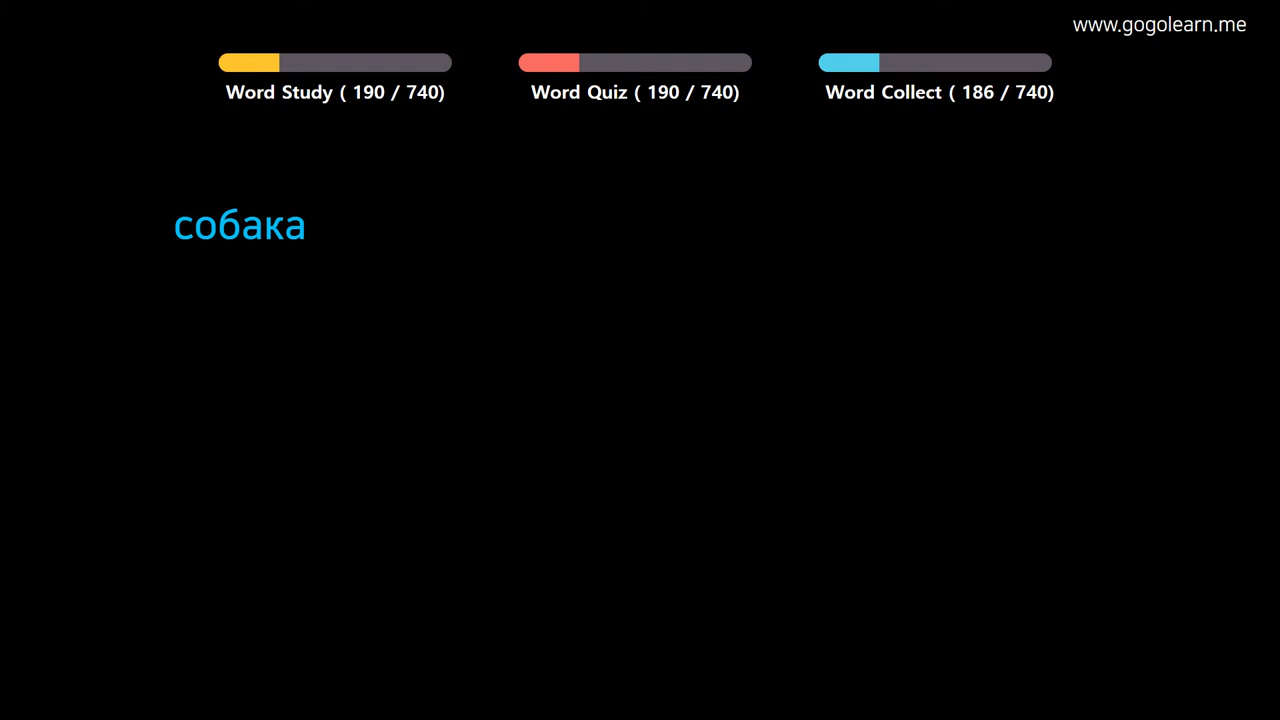 www.gogolearn.me
Word Study ( 190 / 740)
Word Quiz ( 190 / 740)
Word Collect ( 186 / 740)
собака